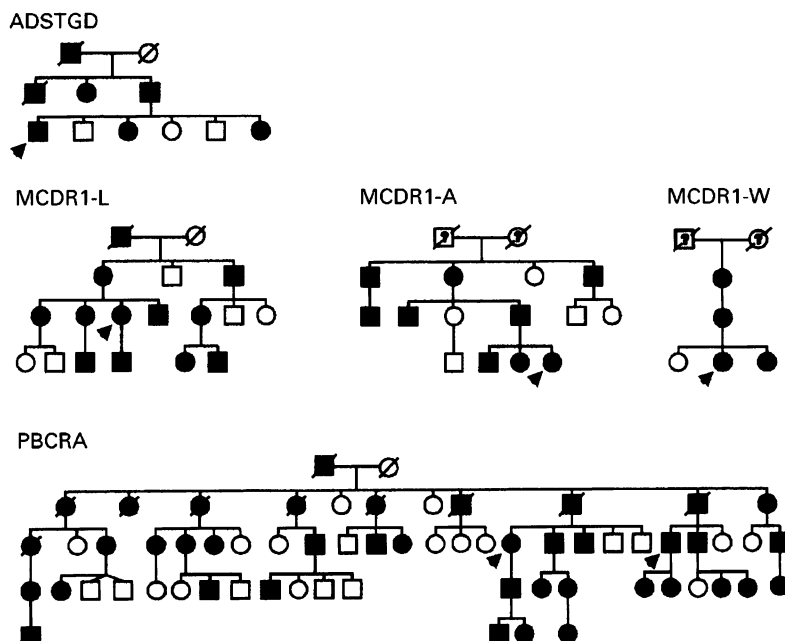 ADSTGD
MCDR1-L
MCDR1-A
MCDR1-W
? ?
? ?
PBCRA